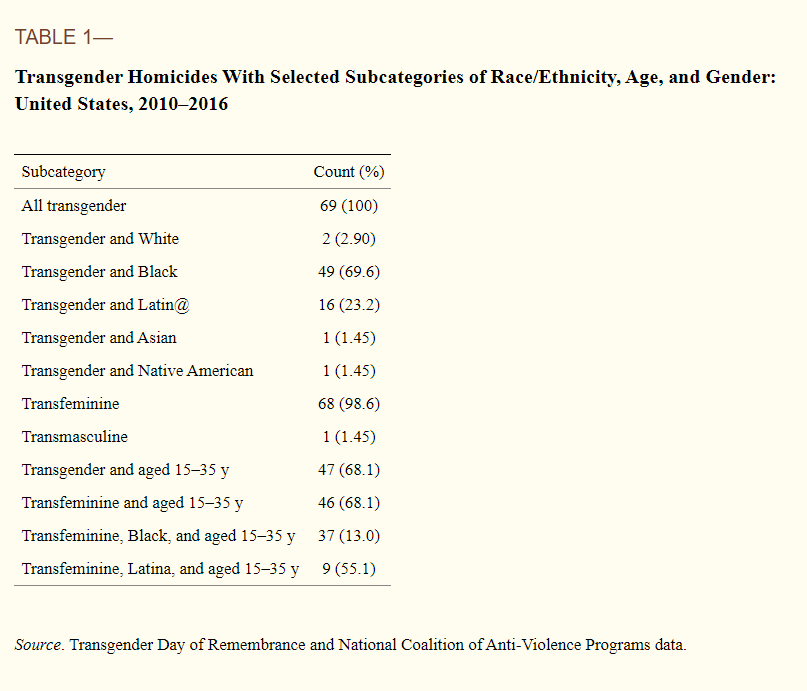 TABLE 1—
Transgender Homicides With Selected Subcategories of Race/Ethnicity, Age, and Gender:
United States, 2010–2016
Subcategory Count (%)
All transgender 69 (100)
Transgender and White 2 (2.90)
Transgender and Black 49 (69.6)
Transgender and Latin@ 16 (23.2)
Transgender and Asian 1 (1.45)
Transgender and Native American 1 (1.45)
Transfeminine 68 (98.6)
Transmasculine 1 (1.45)
Transgender and aged 15–35 y 47 (68.1)
Transfeminine and aged 15–35 y 46 (68.1)
Transfeminine, Black, and aged 15–35 y 37 (13.0)
Transfeminine, Latina, and aged 15–35 y 9 (55.1)
Source. Transgender Day of Remembrance and National Coalition of Anti-Violence Programs data.